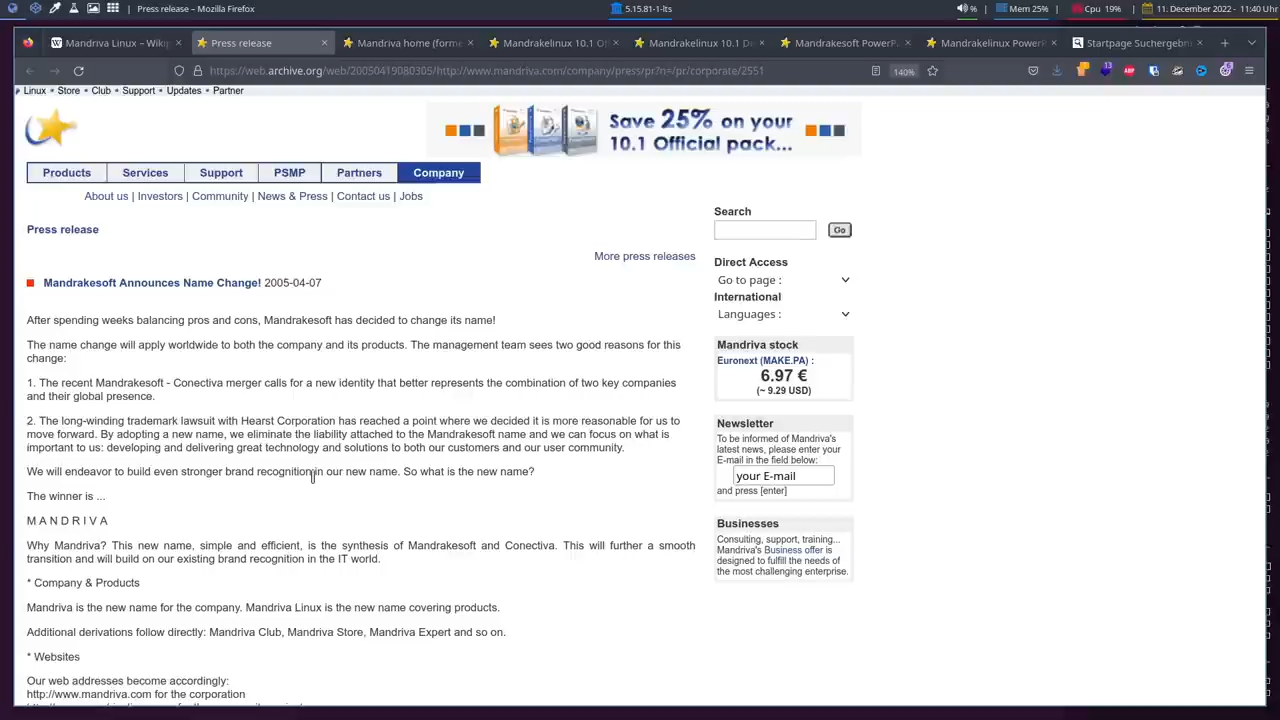 Press release – Mozilla Firefox
5.15.81-1-lts
%
Mem 25%
Cpu 19%
11. December 2022 - 11:40 Uhr
Mandriva Linux – Wikip
Press release
Mandriva home (forme
Mandrakelinux 10.1 Of
Mandrakelinux 10.1 De
Mandrakesoft PowerP
Mandrakelinux PowerP
Startpage Suchergebn
https://web.archive.org/web/20050419080305/http://www.mandriva.com/company/press/pr?n=/pr/corporate/2551
140%
Linux · Store · Club · Support · Updates · Partner
Save 25% on your
10.1 Official pack...
Products
Services
Support
PSMP
Partners
Company
About us | Investors | Community | News & Press | Contact us | Jobs
Press release
More press releases
Mandrakesoft Announces Name Change! 2005-04-07
After spending weeks balancing pros and cons, Mandrakesoft has decided to change its name!
The name change will apply worldwide to both the company and its products. The management team sees two good reasons for this
change:
1. The recent Mandrakesoft - Conectiva merger calls for a new identity that better represents the combination of two key companies
and their global presence.
2. The long-winding trademark lawsuit with Hearst Corporation has reached a point where we decided it is more reasonable for us to
move forward. By adopting a new name, we eliminate the liability attached to the Mandrakesoft name and we can focus on what is
important to us: developing and delivering great technology and solutions to both our customers and our user community.
We will endeavor to build even stronger brand recognition in our new name. So what is the new name?
The winner is ...
M A N D R I V A
Why Mandriva? This new name, simple and efficient, is the synthesis of Mandrakesoft and Conectiva. This will further a smooth
transition and will build on our existing brand recognition in the IT world.
* Company & Products
Mandriva is the new name for the company. Mandriva Linux is the new name covering products.
Additional derivations follow directly: Mandriva Club, Mandriva Store, Mandriva Expert and so on.
* Websites
Our web addresses become accordingly:
http://www.mandriva.com for the corporation
Search
Go
Direct Access
Go to page :
International
Languages :
Mandriva stock
Euronext (MAKE.PA) :
6.97 €
(~ 9.29 USD)
Newsletter
To be informed of Mandriva's
latest news, please enter your
E-mail in the field below:
your E-mail
and press [enter]
Businesses
Consulting, support, training...
Mandriva's Business offer is
designed to fulfill the needs of
the most challenging enterprise.